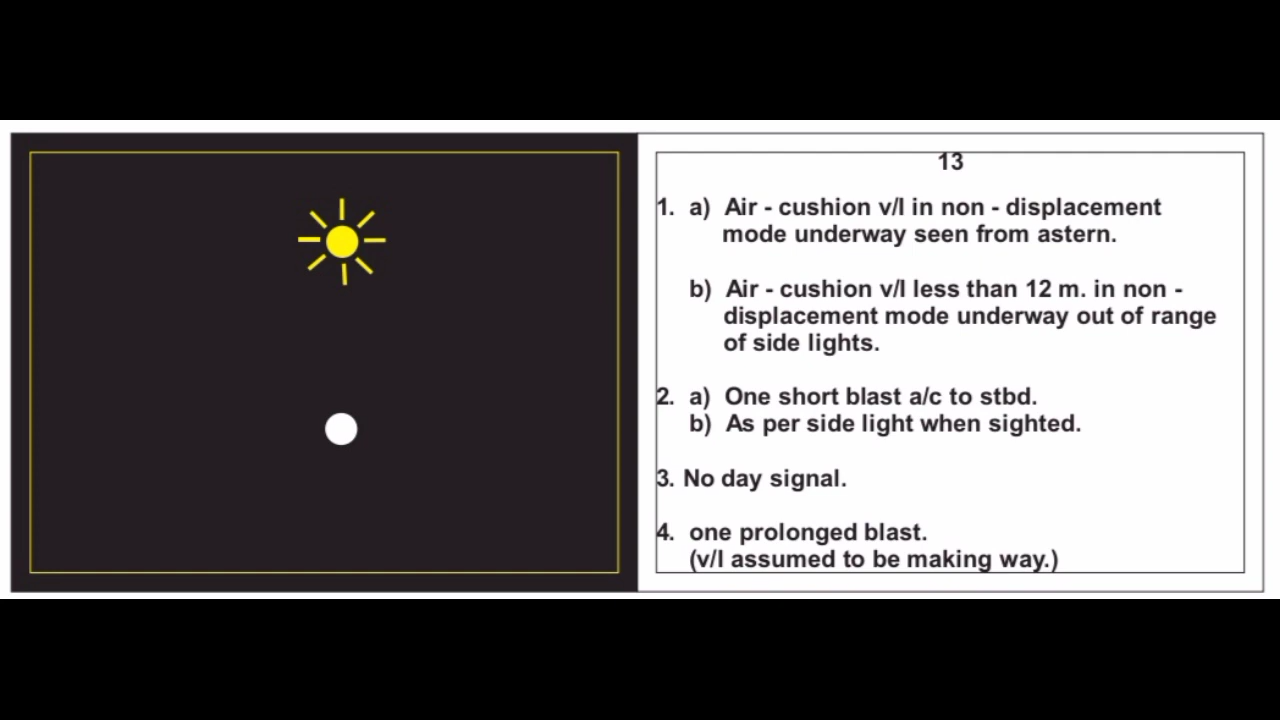 13
1. a) Air - cushion v/l in non - displacement
mode underway seen from astern.
b) Air - cushion v/l less than 12 m. in non -
displacement mode underway out of range
of side lights.
2. a) One short blast a/c to stbd.
b) As per side light when sighted.
3. No day signal.
4. one prolonged blast.
(v/l assumed to be making way.)